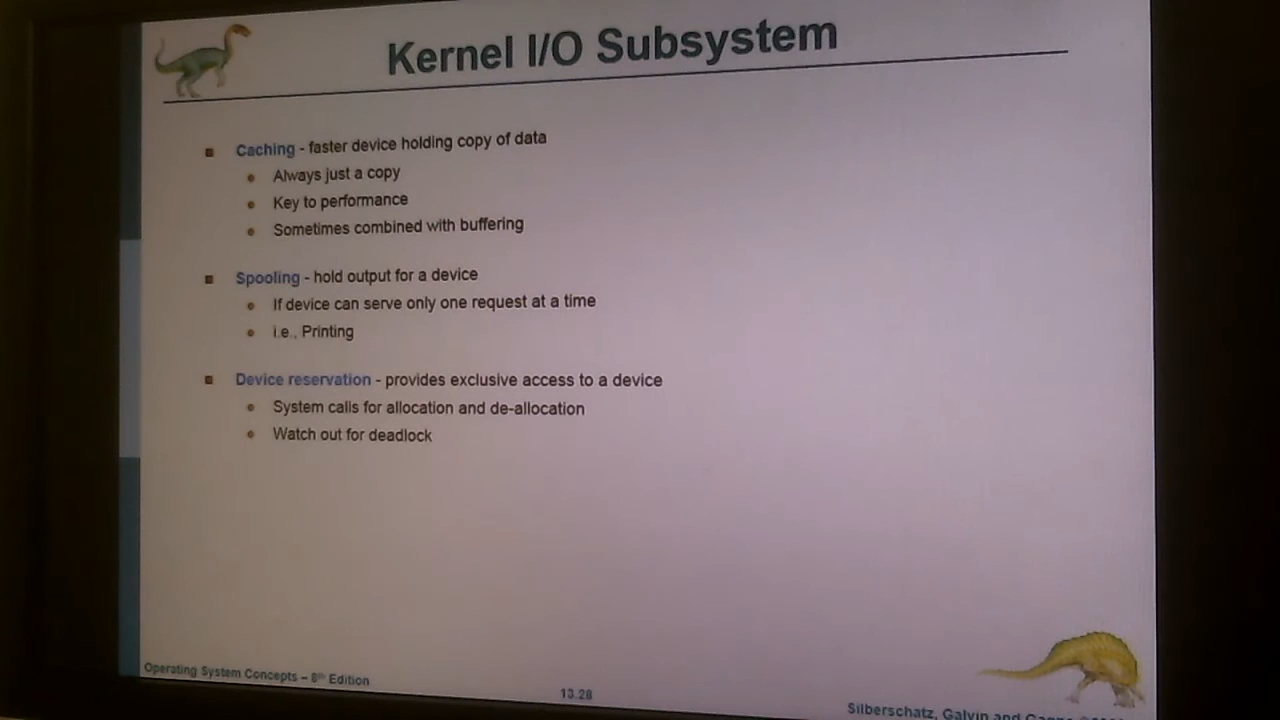 Kernel I/O Subsystem
Caching - faster device holding copy of data
Always just a copy
Key to performance
Sometimes combined with buffering
Spooling - hold output for a device
If device can serve only one request at a time
i.e., Printing
Device reservation - provides exclusive access to a device
System calls for allocation and de-allocation
Watch out for deadlock
Operating System Concepts – 8th Edition
13.28
Silberschatz, Galvin and